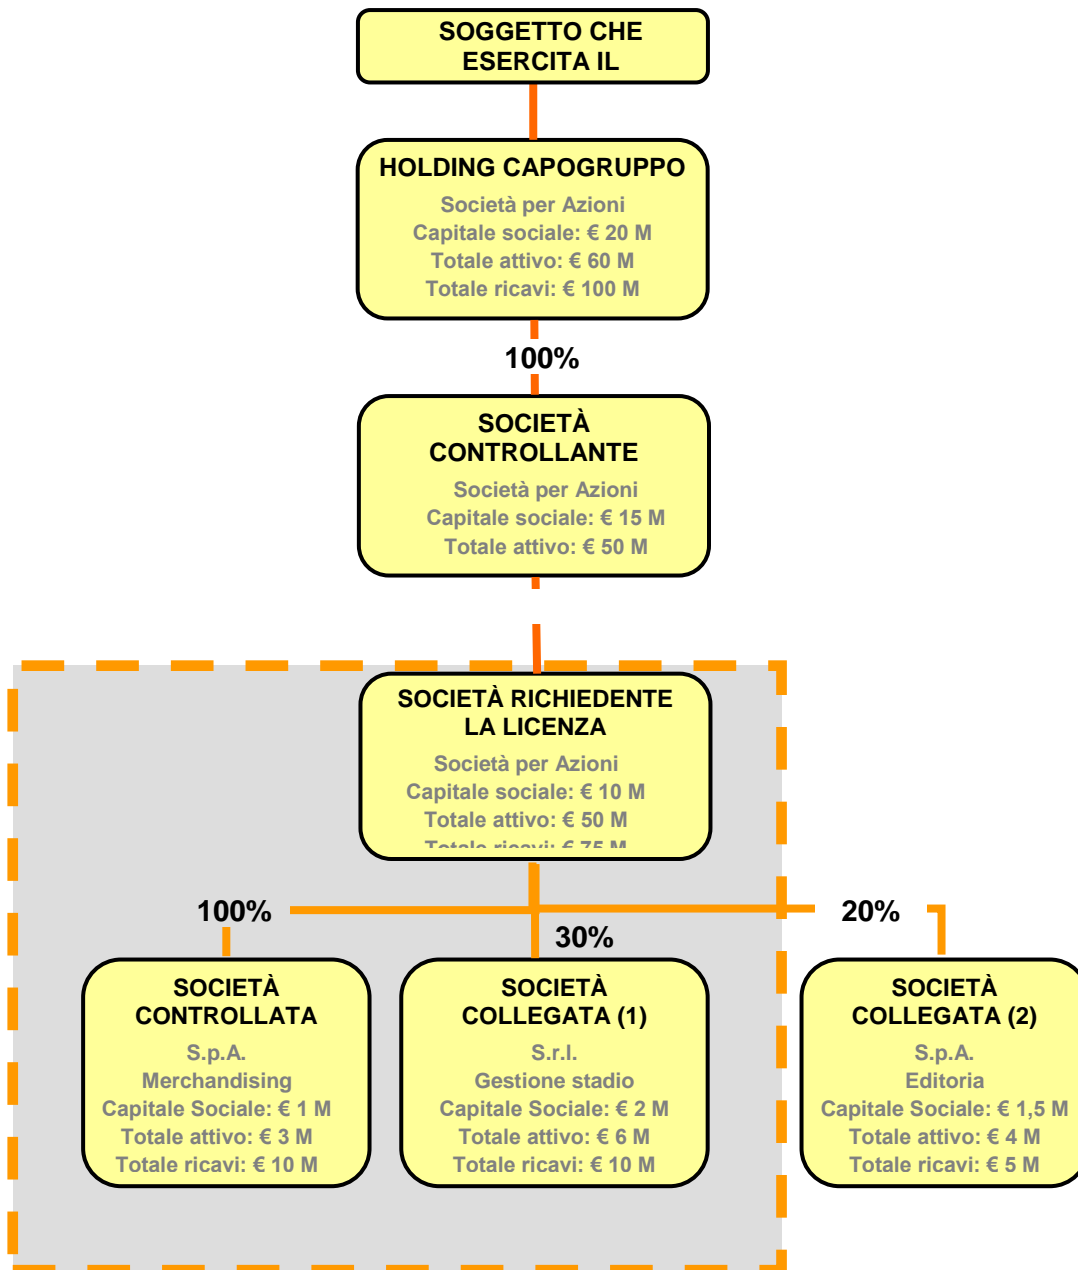 SOGGETTO CHE
ESERCITA IL
HOLDING CAPOGRUPPO
Società per Azioni
Capitale sociale: € 20 M
Totale attivo: € 60 M
Totale ricavi: € 100 M
100%
SOCIETÀ
CONTROLLANTE
Società per Azioni
Capitale sociale: € 15 M
Totale attivo: € 50 M
SOCIETÀ RICHIEDENTE
LA LICENZA
Società per Azioni
Capitale sociale: € 10 M
Totale attivo: € 50 M
Totale ricavi: € 75 M
100%
30%
20%
SOCIETÀ
CONTROLLATA
S.p.A.
Merchandising
Capitale Sociale: € 1 M
Totale attivo: € 3 M
Totale ricavi: € 10 M
SOCIETÀ
COLLEGATA (1)
S.r.l.
Gestione stadio
Capitale Sociale: € 2 M
Totale attivo: € 6 M
Totale ricavi: € 10 M
SOCIETÀ
COLLEGATA (2)
S.p.A.
Editoria
Capitale Sociale: € 1,5 M
Totale attivo: € 4 M
Totale ricavi: € 5 M